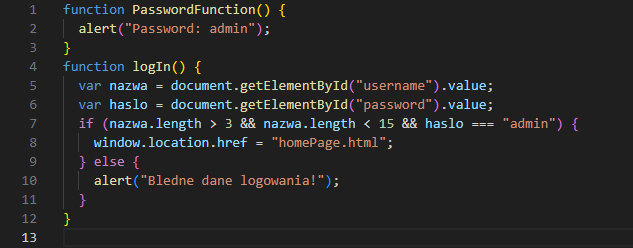 1 function PasswordFunction() {
2   alert("Password: admin");
3 }
4 function logIn() {
5   var nazwa = document.getElementById("username").value;
6   var haslo = document.getElementById("password").value;
7   if (nazwa.length > 3 && nazwa.length < 15 && haslo === "admin") {
8     window.location.href = "homePage.html";
9   } else {
10     alert("Bledne dane logowania!");
11   }
12 }
13